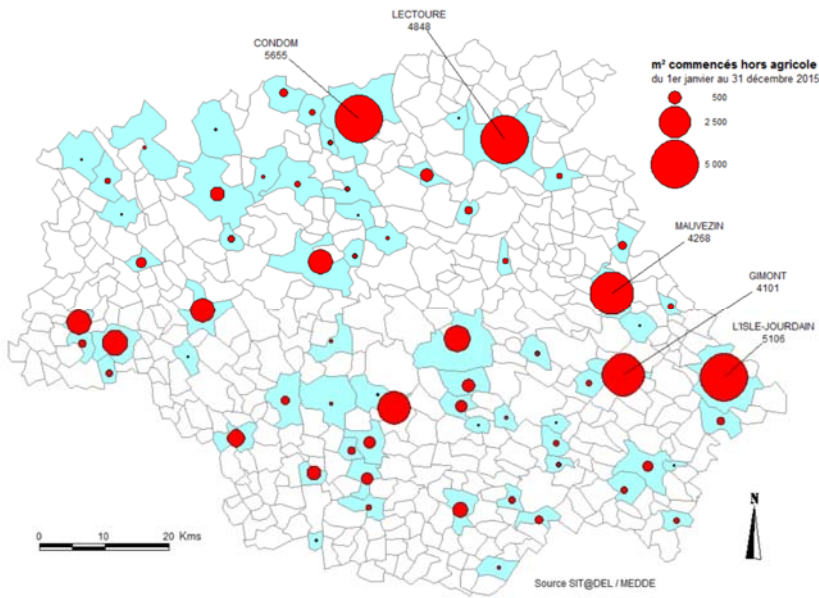 LECTOURE
4848
CONDOM
5655
m² commencés hors agricole
du 1er janvier au 31 décembre 2015
500
2 500
5 000
MAUVEZIN
4268
GIMONT
4101
L'ISLE-JOURDAIN
5106
N
0 10 20 Kms
Source SIT@DEL / MEDDE